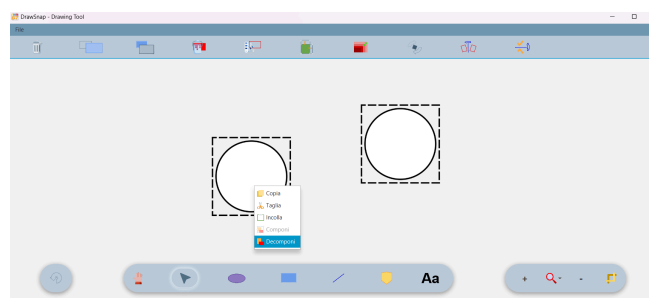 DrawSnap - Drawing Tool
File
Copia
Taglia
Incolla
Componi
Decomponi
Aa
+
-